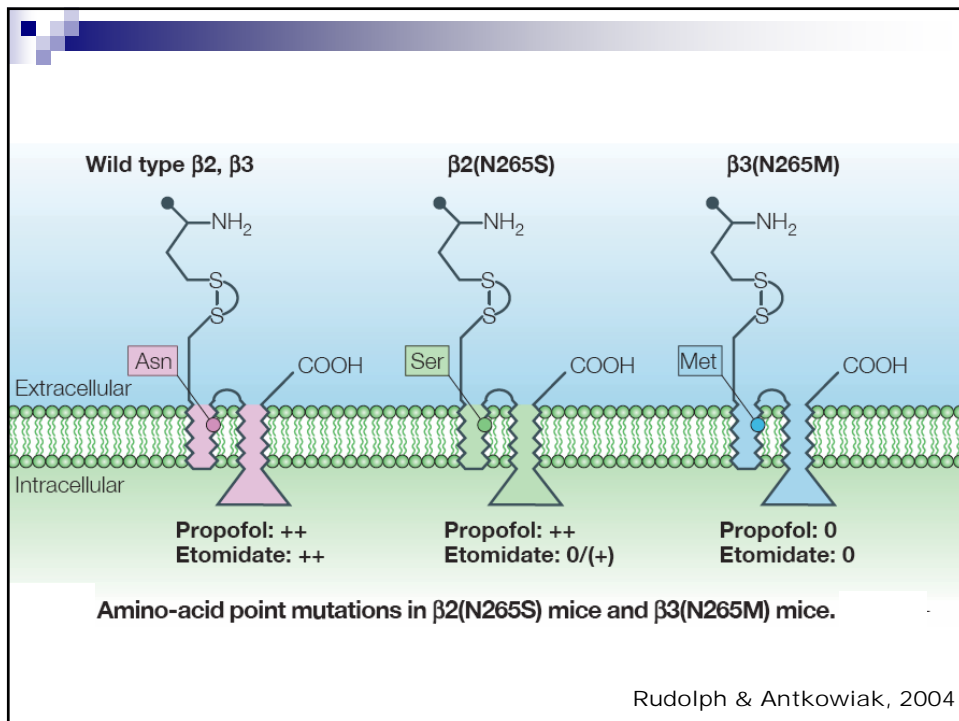 Wild type β2, β3
β2(N265S)
β3(N265M)
NH2
NH2
NH2
S
S
S
S
S
S
Asn
COOH
Ser
COOH
Met
COOH
Extracellular
Intracellular
Propofol: ++
Etomidate: ++
Propofol: ++
Etomidate: 0/(+)
Propofol: 0
Etomidate: 0
Amino-acid point mutations in β2(N265S) mice and β3(N265M) mice.
Rudolph & Antkowiak, 2004